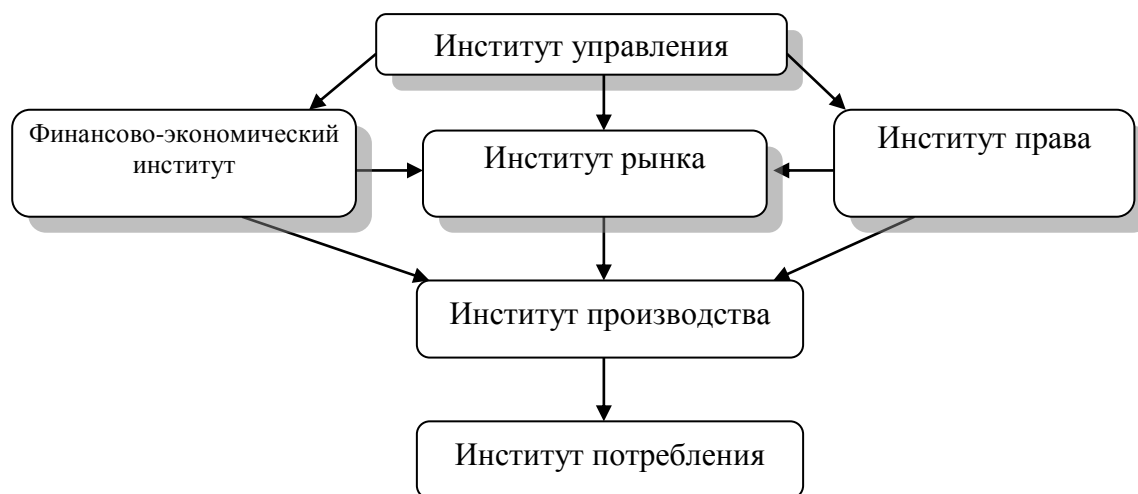 Институт управления
Финансово-экономический
институт
Институт рынка
Институт права
Институт производства
Институт потребления